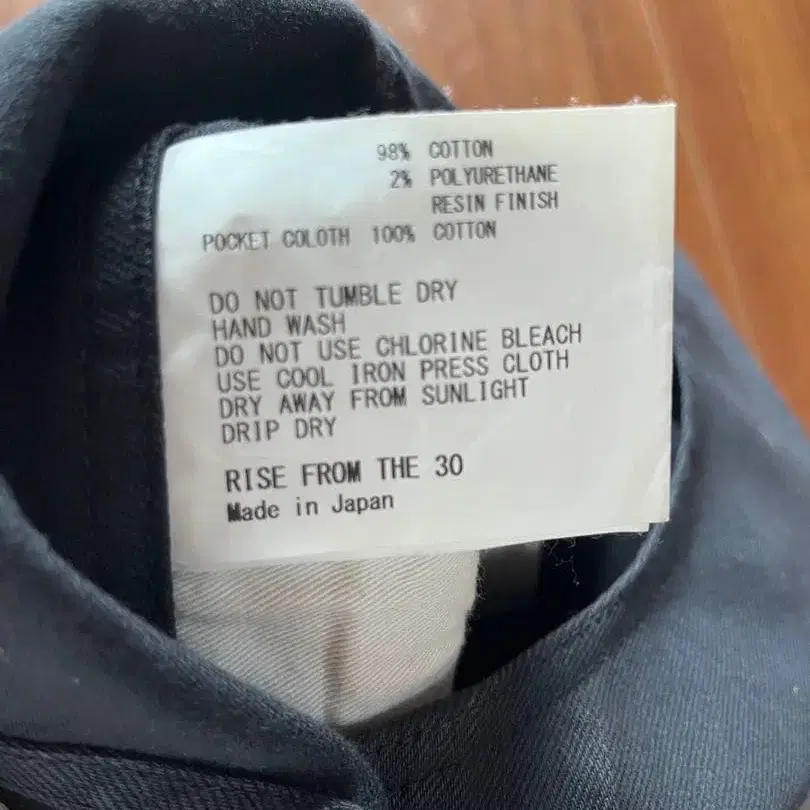 98% COTTON
2% POLYURETHANE
RESIN FINISH
POCKET COLOTH 100% COTTON
DO NOT TUMBLE DRY
HAND WASH
DO NOT USE CHLORINE BLEACH
USE COOL IRON PRESS CLOTH
DRY AWAY FROM SUNLIGHT
DRIP DRY
RISE FROM THE 30
Made in Japan